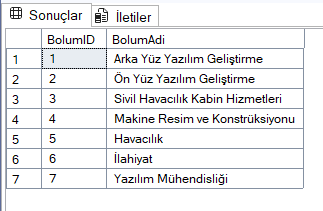 Sonuçlar İletiler
BolumID BolumAdi
1 1 Arka Yüz Yazılım Geliştirme
2 2 Ön Yüz Yazılım Geliştirme
3 3 Sivil Havacılık Kabin Hizmetleri
4 4 Makine Resim ve Konstrüksiyonu
5 5 Havacılık
6 6 İlahiyat
7 7 Yazılım Mühendisliği